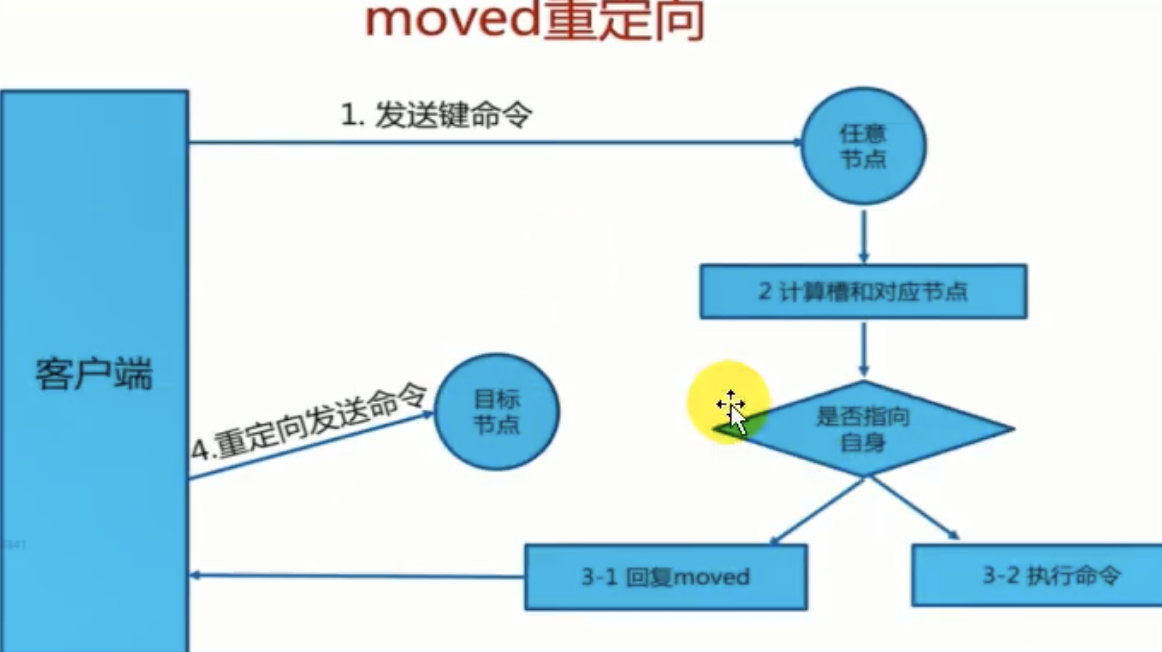 moved重定向
1. 发送键命令
任意
节点
2 计算槽和对应节点
客户端
目标
节点
4.重定向发送命令
是否指向
自身
3-1 回复moved
3-2 执行命令